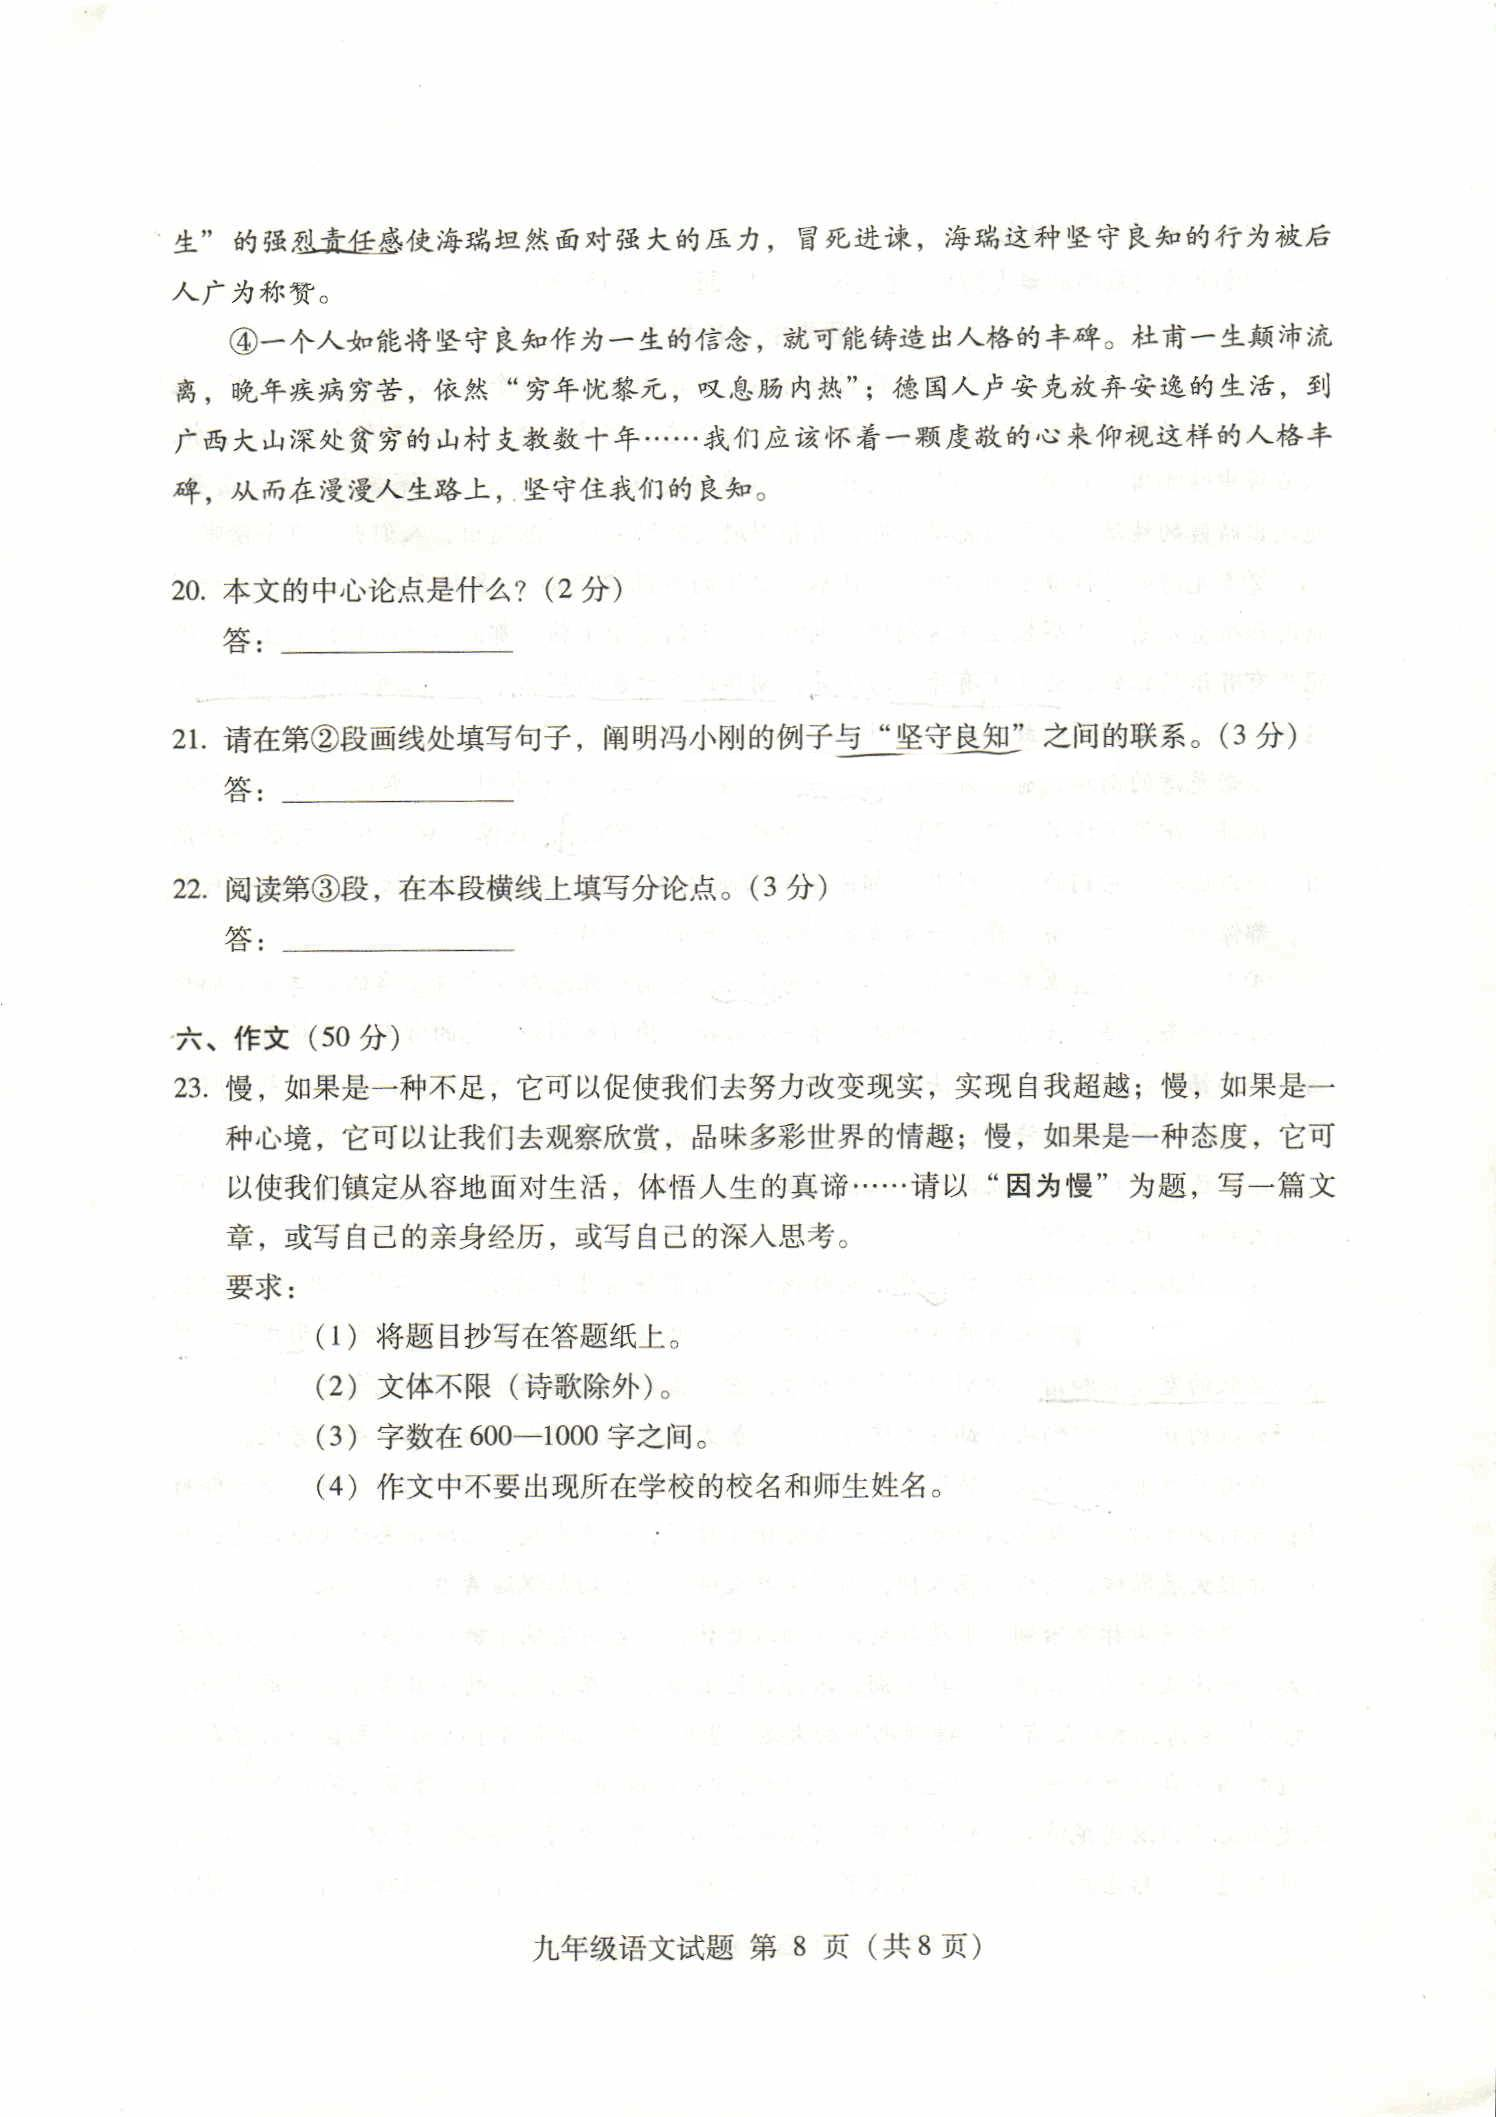 生”的强烈责任感使海瑞坦然面对强大的压力，冒死进谏，海瑞这种坚守良知的行为被后
人广为称赞。
④一个人如能将坚守良知作为一生的信念，就可能铸造出人格的丰碑。杜甫一生颠沛流
离，晚年疾病穷苦，依然“穷年忧黎元，叹息肠内热”；德国人卢安克放弃安逸的生活，到
广西大山深处贫穷的山村支教数十年……我们应该怀着一颗虔敬的心来仰视这样的人格丰
碑，从而在漫漫人生路上，坚守住我们的良知。
20. 本文的中心论点是什么？（2 分）
答：
21. 请在第②段画线处填写句子，阐明冯小刚的例子与“坚守良知”之间的联系。（3 分）
答：
22. 阅读第③段，在本段横线上填写分论点。（3 分）
答：
六、作文（50 分）
23. 慢，如果是一种不足，它可以促使我们去努力改变现实，实现自我超越；慢，如果是一
种心境，它可以让我们去观察欣赏，品味多彩世界的情趣；慢，如果是一种态度，它可
以使我们镇定从容地面对生活，体悟人生的真谛……请以“因为慢”为题，写一篇文
章，或写自己的亲身经历，或写自己的深入思考。
要求：
（1）将题目抄写在答题纸上。
（2）文体不限（诗歌除外）。
（3）字数在 600—1000 字之间。
（4）作文中不要出现所在学校的校名和师生姓名。
九年级语文试题 第 8 页（共 8 页）